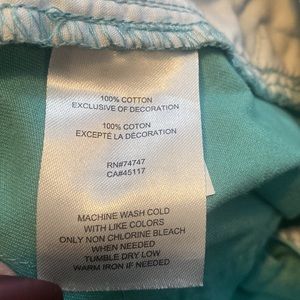 100% COTTON
EXCLUSIVE OF DECORATION
100% COTON
EXCEPTÉ LA DÉCORATION
RN#74747
CA#45117
MACHINE WASH COLD
WITH LIKE COLORS
ONLY NON CHLORINE BLEACH
WHEN NEEDED
TUMBLE DRY LOW
WARM IRON IF NEEDED